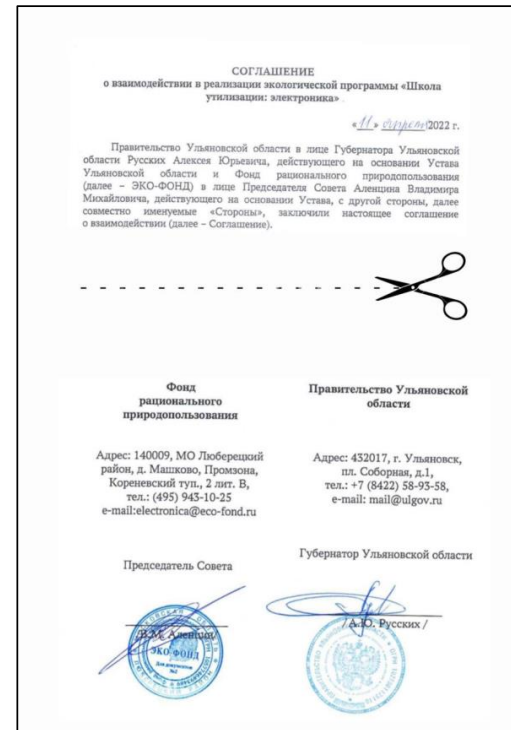 СОГЛАШЕНИЕ
о взаимодействии в реализации экологической программы «Школа
утилизации: электроника»
«11» апреля 2022 г.
Правительство Ульяновской области в лице Губернатора Ульяновской
области Русских Алексея Юрьевича, действующего на основании Устава
Ульяновской области и Фонд рационального природопользования
(далее – ЭКО-ФОНД) в лице Председателя Совета Аленцина Владимира
Михайловича, действующего на основании Устава, с другой стороны, далее
совместно именуемые «Стороны», заключили настоящее соглашение
о взаимодействии (далее – Соглашение).
Фонд
рационального
природопользования
Адрес: 140009, МО Люберецкий
район, д. Машково, Промзона,
Кореневский туп., 2 лит. В,
тел.: (495) 943-10-25
e-mail:electronica@eco-fond.ru
Председатель Совета
В.М. Аленцин/
ЭКО-ФОНД
Для документов
Правительство Ульяновской
области
Адрес: 432017, г. Ульяновск,
пл. Соборная, д.1,
тел.: +7 (8422) 58-93-58,
e-mail: mail@ulgov.ru
Губернатор Ульяновской области
/А.Ю. Русских /